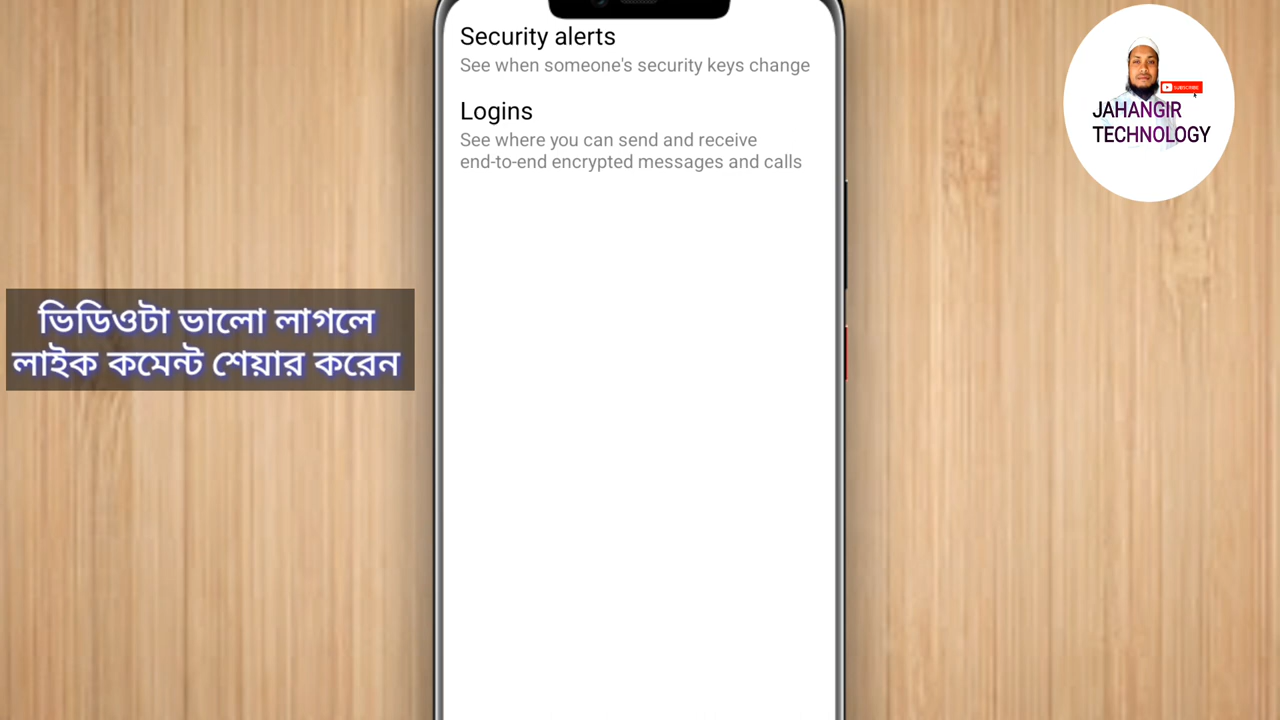 Security alerts
See when someone's security keys change
Logins
See where you can send and receive
end-to-end encrypted messages and calls
ভিডিওটা ভালো লাগলে
লাইক কমেন্ট শেয়ার করেন
SUBSCRIBE
JAHANGIR
TECHNOLOGY